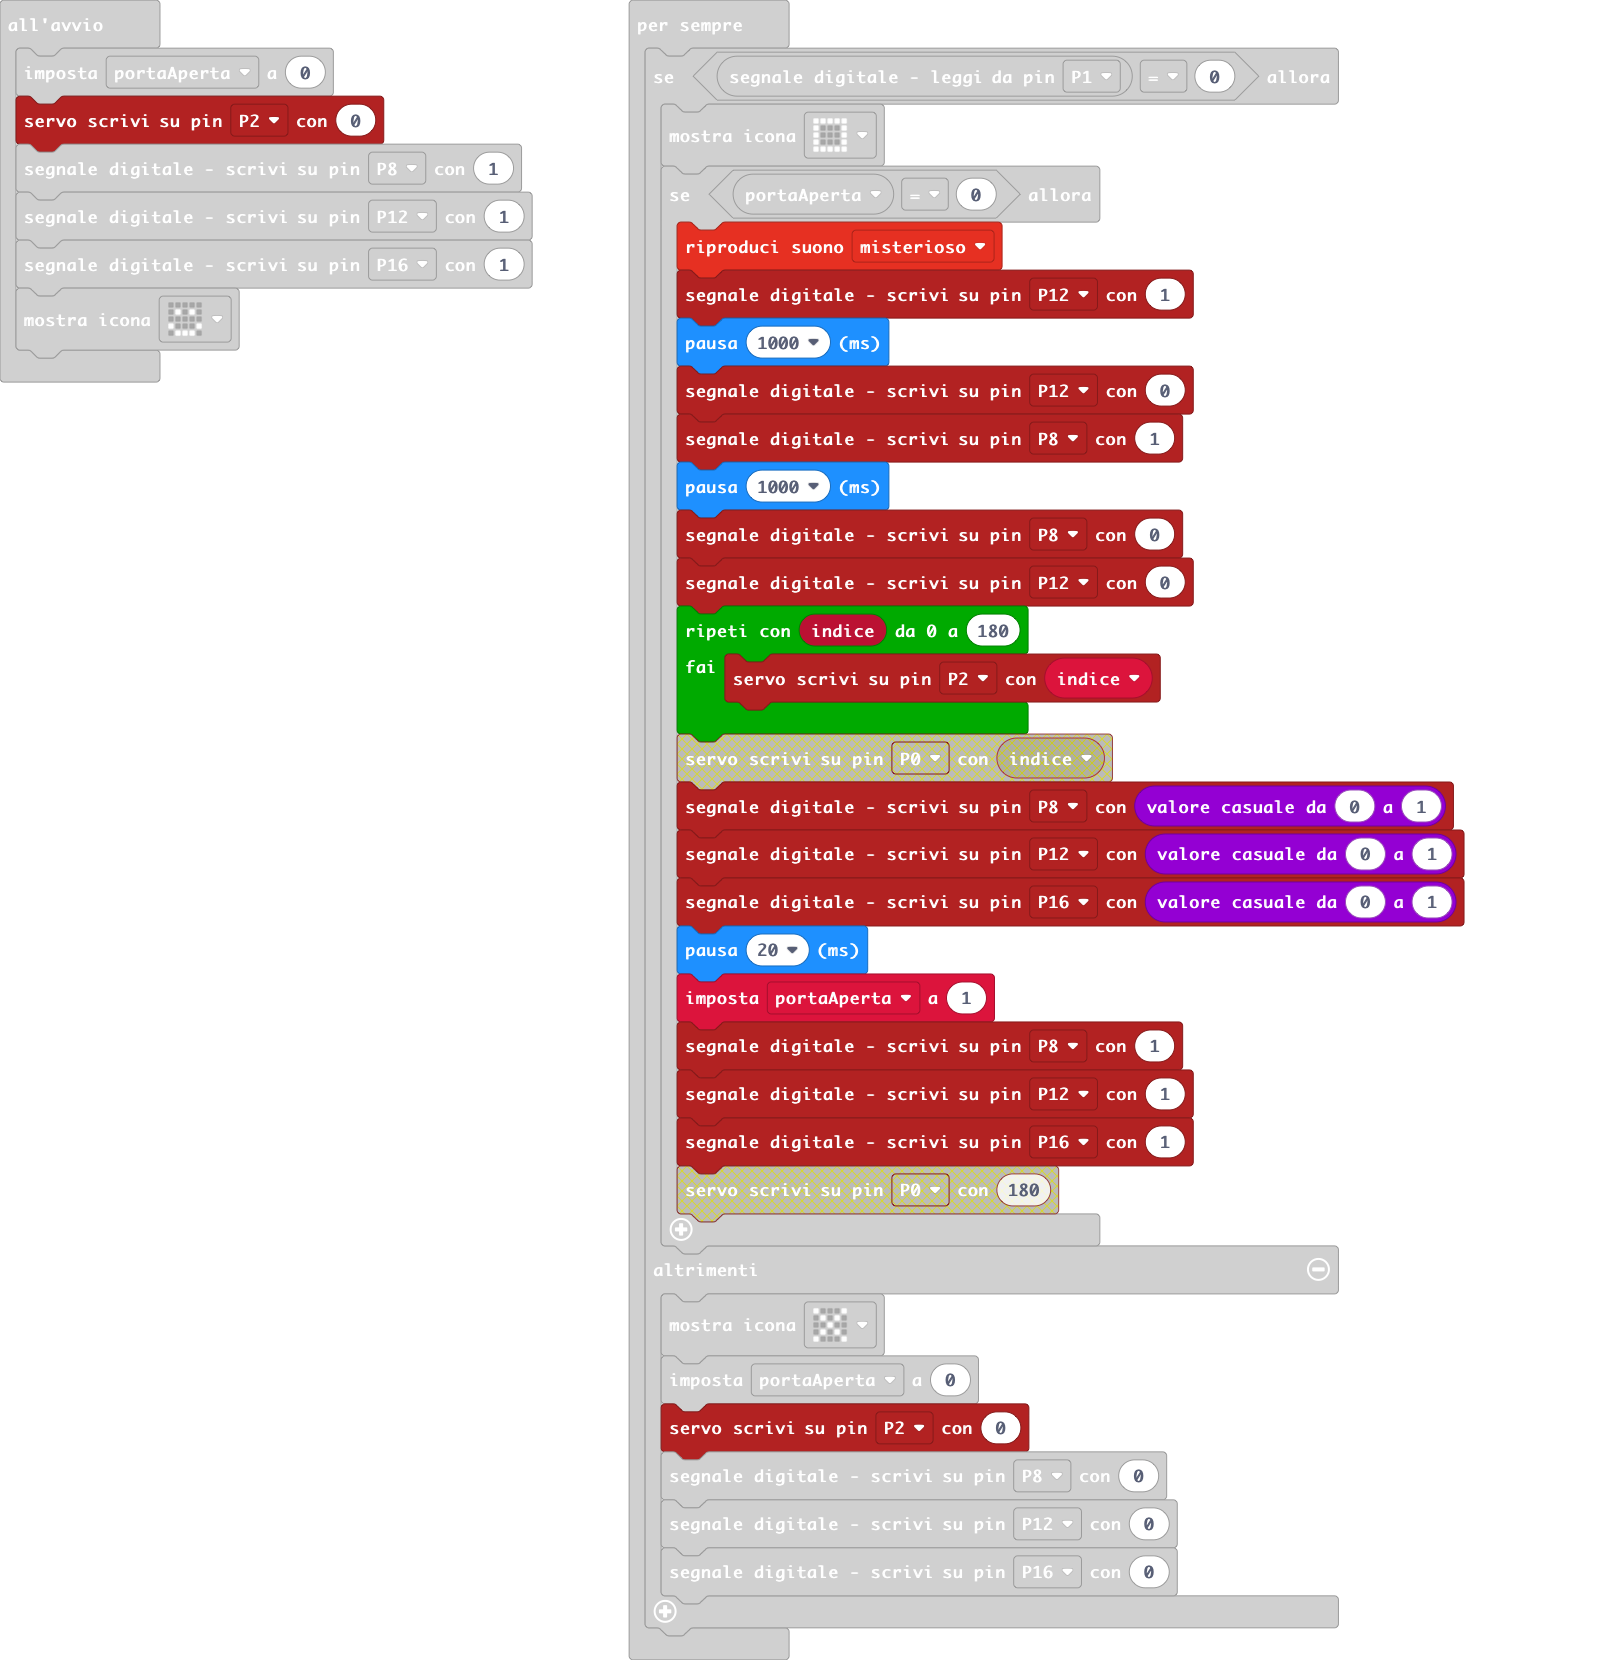 all'avvio
imposta portaAperta a 0
servo scrivi su pin P2 con 0
segnale digitale - scrivi su pin P8 con 1
segnale digitale - scrivi su pin P12 con 1
segnale digitale - scrivi su pin P16 con 1
mostra icona
per sempre
se segnale digitale - leggi da pin P1 = 0 allora
mostra icona
se portaAperta = 0 allora
riproduci suono misterioso
segnale digitale - scrivi su pin P12 con 1
pausa 1000 (ms)
segnale digitale - scrivi su pin P12 con 0
segnale digitale - scrivi su pin P8 con 1
pausa 1000 (ms)
segnale digitale - scrivi su pin P8 con 0
segnale digitale - scrivi su pin P12 con 0
ripeti con indice da 0 a 180
fai servo scrivi su pin P2 con indice
servo scrivi su pin P0 con indice
segnale digitale - scrivi su pin P8 con valore casuale da 0 a 1
segnale digitale - scrivi su pin P12 con valore casuale da 0 a 1
segnale digitale - scrivi su pin P16 con valore casuale da 0 a 1
pausa 20 (ms)
imposta portaAperta a 1
segnale digitale - scrivi su pin P8 con 1
segnale digitale - scrivi su pin P12 con 1
segnale digitale - scrivi su pin P16 con 1
servo scrivi su pin P0 con 180
altrimenti
mostra icona
imposta portaAperta a 0
servo scrivi su pin P2 con 0
segnale digitale - scrivi su pin P8 con 0
segnale digitale - scrivi su pin P12 con 0
segnale digitale - scrivi su pin P16 con 0